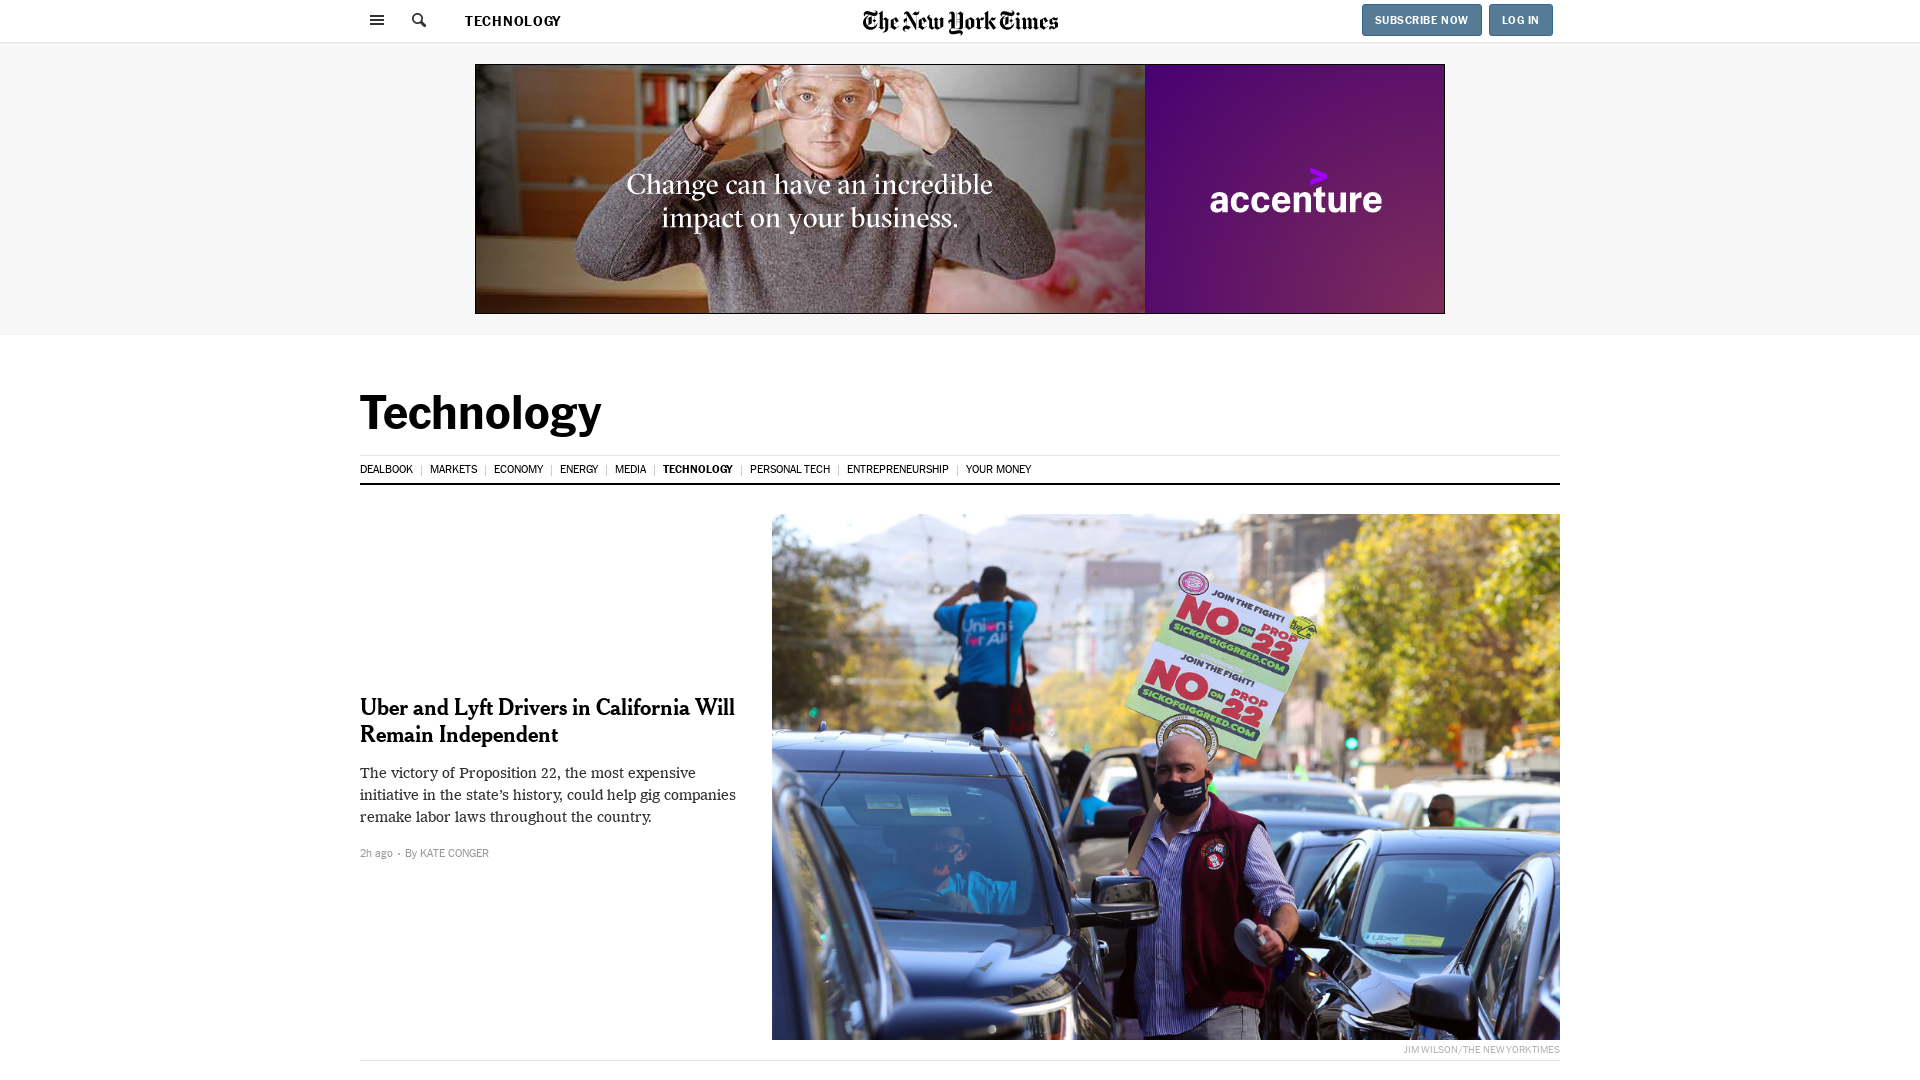 TECHNOLOGY
The New York Times
SUBSCRIBE NOW
LOG IN
Change can have an incredible
impact on your business.
>
accenture
Technology
DEALBOOK
MARKETS
ECONOMY
ENERGY
MEDIA
TECHNOLOGY
PERSONAL TECH
ENTREPRENEURSHIP
YOUR MONEY
Uber and Lyft Drivers in California Will
Remain Independent
The victory of Proposition 22, the most expensive
initiative in the state’s history, could help gig companies
remake labor laws throughout the country.
2h ago • By KATE CONGER
Unions
for All
JOIN THE FIGHT!
NO ON PROP 22
SICKOFGIGGREED.COM
JOIN THE FIGHT!
NO ON PROP 22
SICKOFGIGGREED.COM
Uber
JIM WILSON/THE NEW YORK TIMES